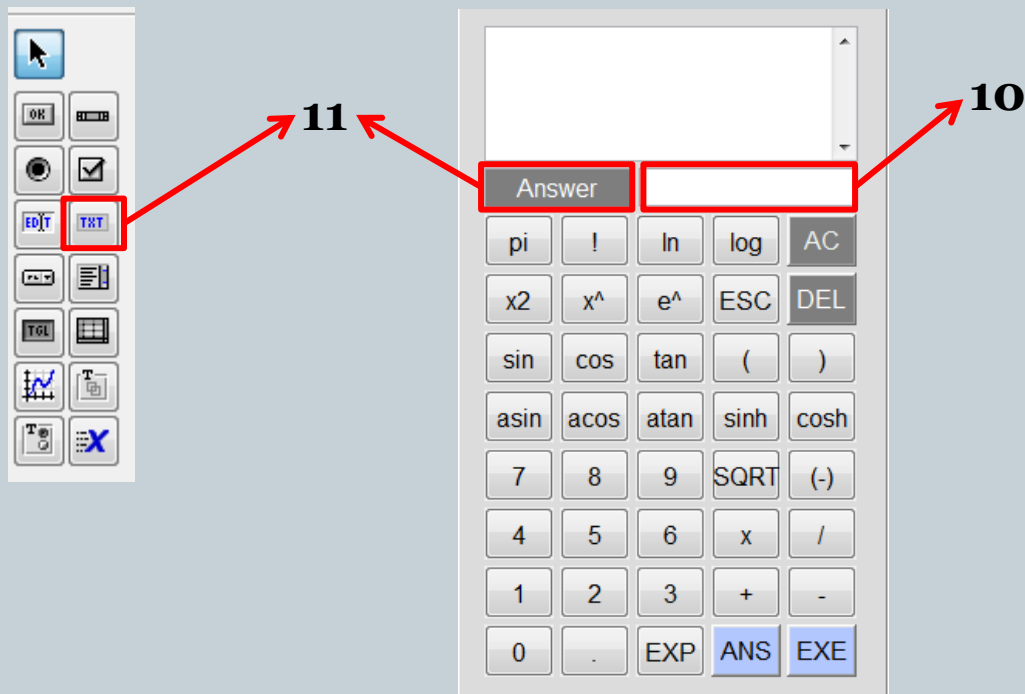 11
10
OK
EDIT
TXT
TGL
T
T
X
Answer
pi ! ln log AC
x2 x^ e^ ESC DEL
sin cos tan ( )
asin acos atan sinh cosh
7 8 9 SQRT (-)
4 5 6 x /
1 2 3 + -
0 . EXP ANS EXE